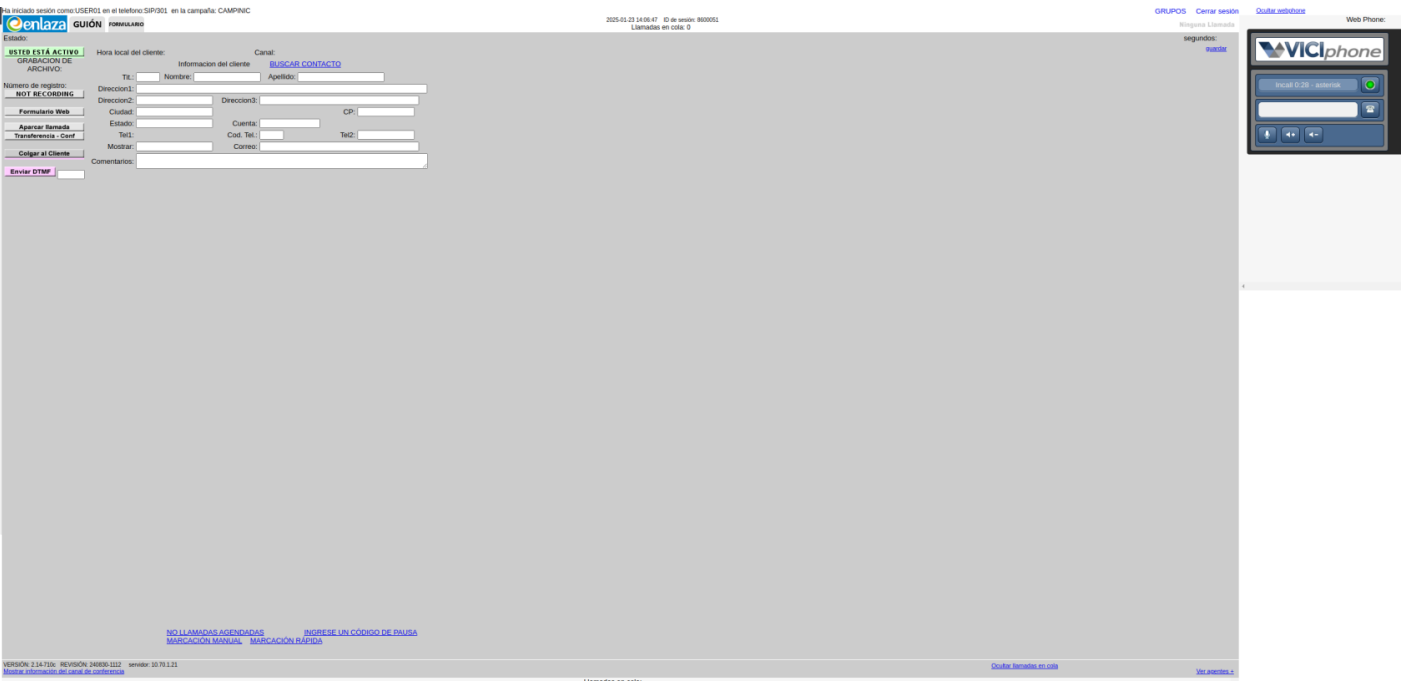 Ha iniciado sesión como:USER01 en el telefono:SIP/301 en la campaña: CAMPINIC
GRUPOS Cerrar sesión
Ocultar webphone
enlaza GUIÓN FORMULARIO
2025-01-23 14:06:47 ID de sesión: 8600051
Llamadas en cola: 0
Ninguna Llamada
Web Phone:
Estado:
segundos:
USTED ESTÁ ACTIVO
Hora local del cliente: Canal:
guardar
VICIphone
GRABACION DE
ARCHIVO:
Informacion del cliente BUSCAR CONTACTO
Tit.: Nombre: Apellido:
Número de registro:
Incall 0:28 - asterisk
Direccion1:
NOT RECORDING
Direccion2: Direccion3:
Formulario Web
Ciudad: CP:
Estado: Cuenta:
Aparcar llamada
Transferencia - Conf
Tel1: Cod. Tel.: Tel2:
Mostrar: Correo:
Colgar al Cliente
Comentarios:
Enviar DTMF
NO LLAMADAS AGENDADAS INGRESE UN CÓDIGO DE PAUSA
MARCACIÓN MANUAL MARCACIÓN RÁPIDA
VERSIÓN: 2.14-710c REVISIÓN: 240830-1112 servidor: 10.70.1.21
Ocultar llamadas en cola
Mostrar información del canal de conferencia
Ver agentes +
Llamadas en cola: